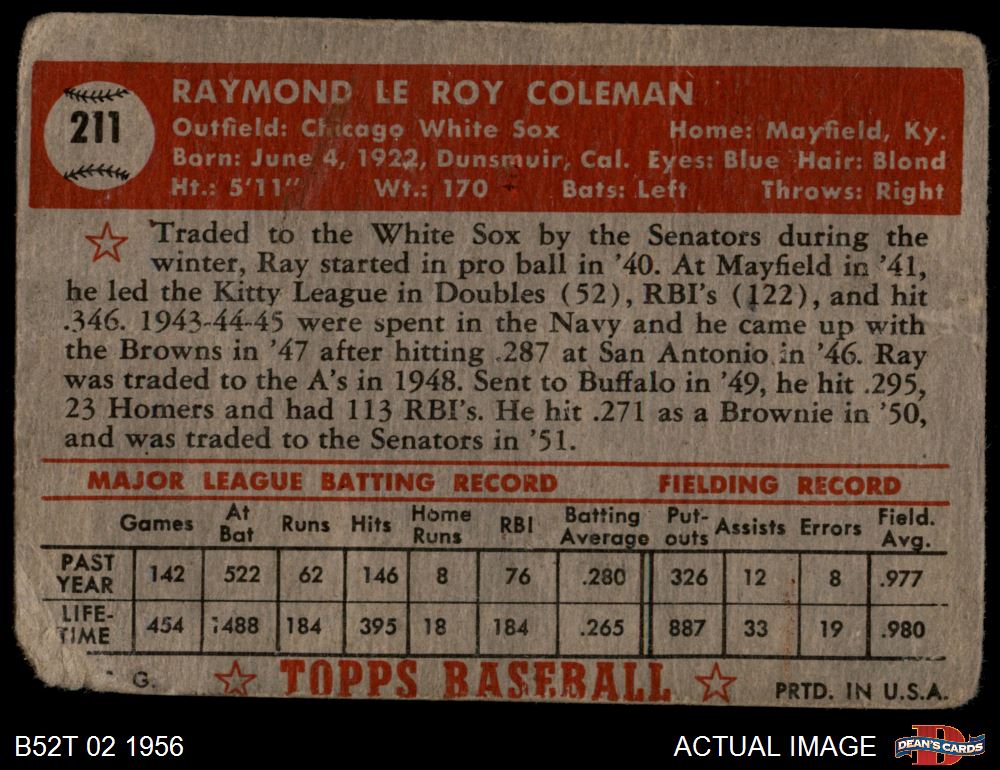 211
RAYMOND LE ROY COLEMAN
Outfield: Chicago White Sox Home: Mayfield, Ky.
Born: June 4, 1922, Dunsmuir, Cal. Eyes: Blue Hair: Blond
Ht.: 5'11" Wt.: 170 Bats: Left Throws: Right
Traded to the White Sox by the Senators during the
winter, Ray started in pro ball in '40. At Mayfield in '41,
he led the Kitty League in Doubles (52), RBI's (122), and hit
.346. 1943-44-45 were spent in the Navy and he came up with
the Browns in '47 after hitting .287 at San Antonio in '46. Ray
was traded to the A's in 1948. Sent to Buffalo in '49, he hit .295,
23 Homers and had 113 RBI's. He hit .271 as a Brownie in '50,
and was traded to the Senators in '51.
MAJOR LEAGUE BATTING RECORD FIELDING RECORD
Games At Bat Runs Hits Home Runs RBI Batting Average Put-outs Assists Errors Field. Avg.
PAST YEAR 142 522 62 146 8 76 .280 326 12 8 .977
LIFE-TIME 454 1488 184 395 18 184 .265 887 33 19 .980
G. TOPPS BASEBALL PRTD. IN U.S.A.
B52T 02 1956 ACTUAL IMAGE DEAN'S CARDS